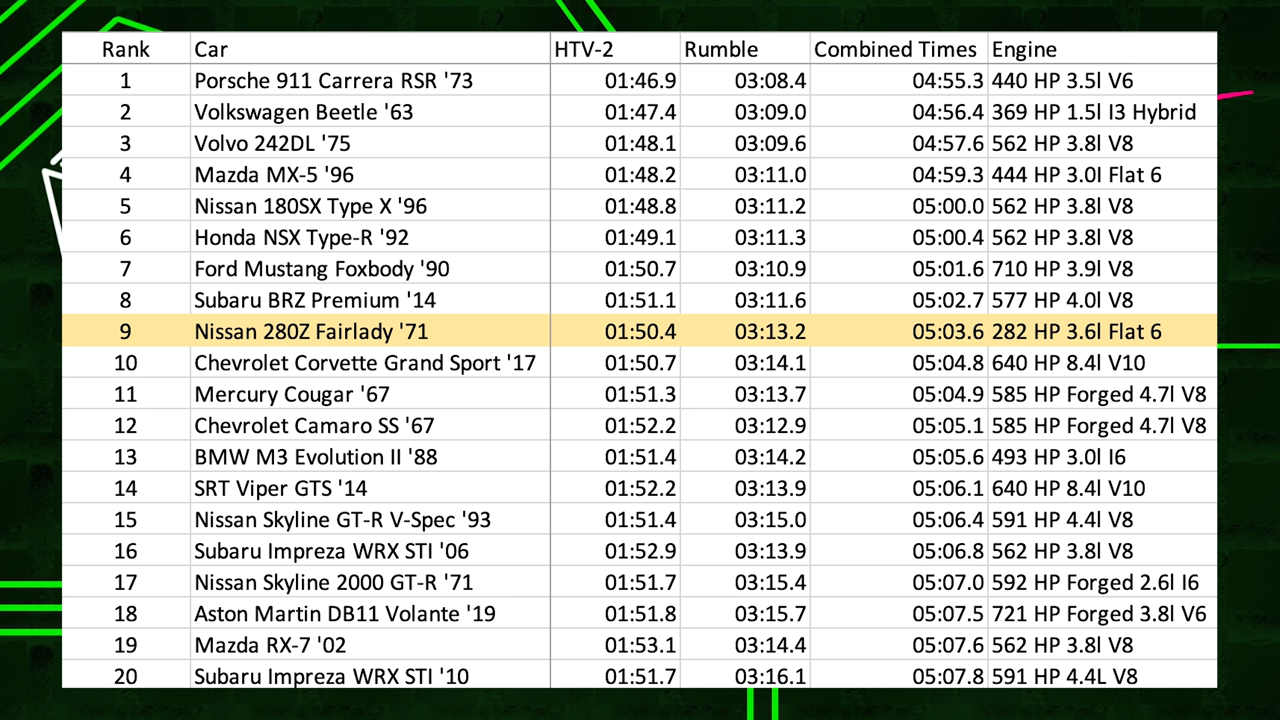 Rank Car HTV-2 Rumble Combined Times Engine
1 Porsche 911 Carrera RSR '73 01:46.9 03:08.4 04:55.3 440 HP 3.5l V6
2 Volkswagen Beetle '63 01:47.4 03:09.0 04:56.4 369 HP 1.5l I3 Hybrid
3 Volvo 242DL '75 01:48.1 03:09.6 04:57.6 562 HP 3.8l V8
4 Mazda MX-5 '96 01:48.2 03:11.0 04:59.3 444 HP 3.0l Flat 6
5 Nissan 180SX Type X '96 01:48.8 03:11.2 05:00.0 562 HP 3.8l V8
6 Honda NSX Type-R '92 01:49.1 03:11.3 05:00.4 562 HP 3.8l V8
7 Ford Mustang Foxbody '90 01:50.7 03:10.9 05:01.6 710 HP 3.9l V8
8 Subaru BRZ Premium '14 01:51.1 03:11.6 05:02.7 577 HP 4.0l V8
9 Nissan 280Z Fairlady '71 01:50.4 03:13.2 05:03.6 282 HP 3.6l Flat 6
10 Chevrolet Corvette Grand Sport '17 01:50.7 03:14.1 05:04.8 640 HP 8.4l V10
11 Mercury Cougar '67 01:51.3 03:13.7 05:04.9 585 HP Forged 4.7l V8
12 Chevrolet Camaro SS '67 01:52.2 03:12.9 05:05.1 585 HP Forged 4.7l V8
13 BMW M3 Evolution II '88 01:51.4 03:14.2 05:05.6 493 HP 3.0l I6
14 SRT Viper GTS '14 01:52.2 03:13.9 05:06.1 640 HP 8.4l V10
15 Nissan Skyline GT-R V-Spec '93 01:51.4 03:15.0 05:06.4 591 HP 4.4l V8
16 Subaru Impreza WRX STI '06 01:52.9 03:13.9 05:06.8 562 HP 3.8l V8
17 Nissan Skyline 2000 GT-R '71 01:51.7 03:15.4 05:07.0 592 HP Forged 2.6l I6
18 Aston Martin DB11 Volante '19 01:51.8 03:15.7 05:07.5 721 HP Forged 3.8l V6
19 Mazda RX-7 '02 01:53.1 03:14.4 05:07.6 562 HP 3.8l V8
20 Subaru Impreza WRX STI '10 01:51.7 03:16.1 05:07.8 591 HP 4.4L V8